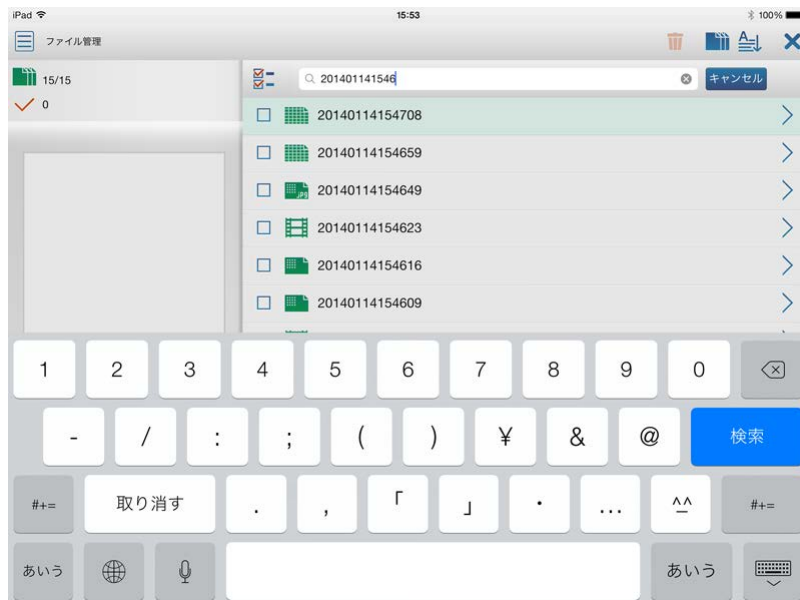 iPad 15:53 100%
ファイル管理
15/15
0
201401141546 キャンセル
20140114154708
20140114154659
JPG 20140114154649
20140114154623
20140114154616
20140114154609
1 2 3 4 5 6 7 8 9 0
- / : ; ( ) ¥ & @ 検索
#+= 取り消す . , 「 」 ・ ... ^^ #+=
あいう あいう